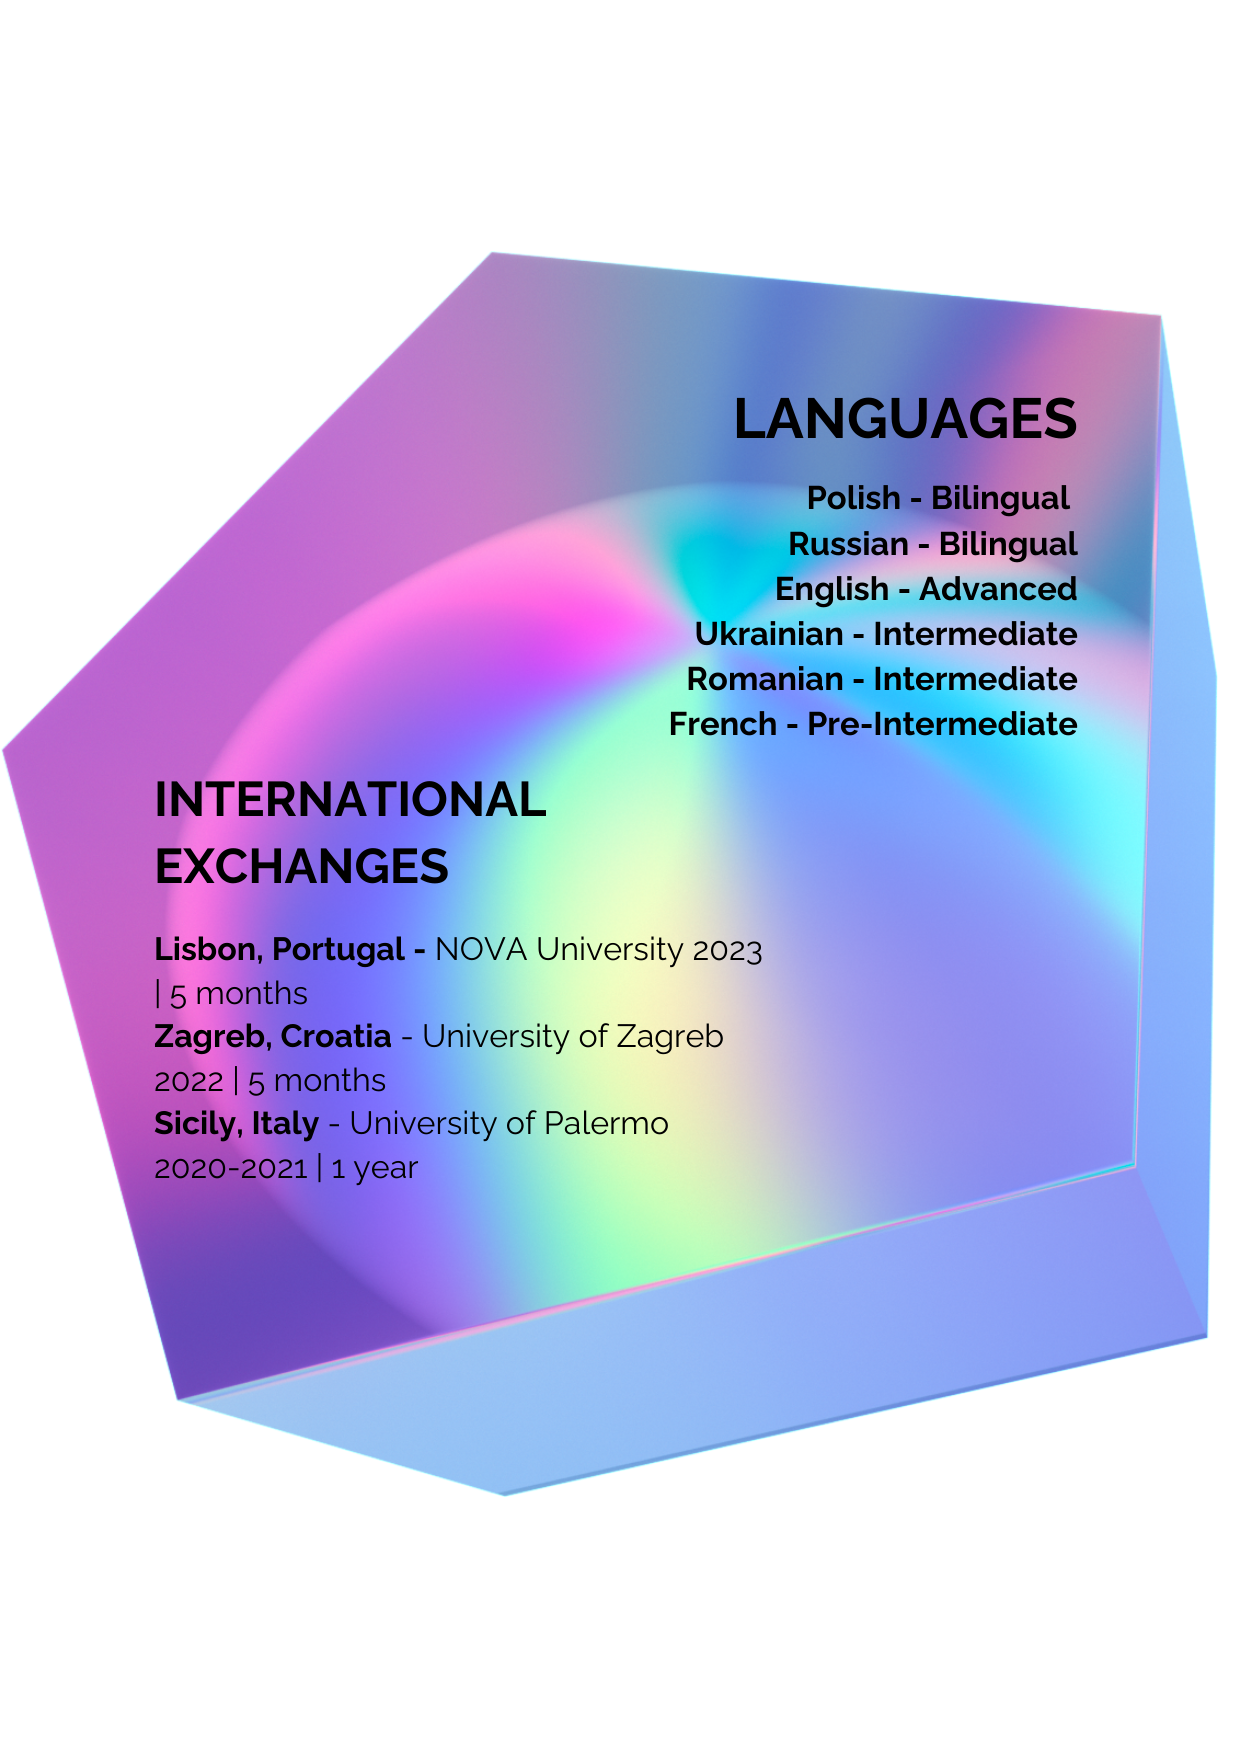 LANGUAGES
Polish - Bilingual
Russian - Bilingual
English - Advanced
Ukrainian - Intermediate
Romanian - Intermediate
French - Pre-Intermediate
INTERNATIONAL
EXCHANGES
Lisbon, Portugal - NOVA University 2023
| 5 months
Zagreb, Croatia - University of Zagreb
2022 | 5 months
Sicily, Italy - University of Palermo
2020-2021 | 1 year